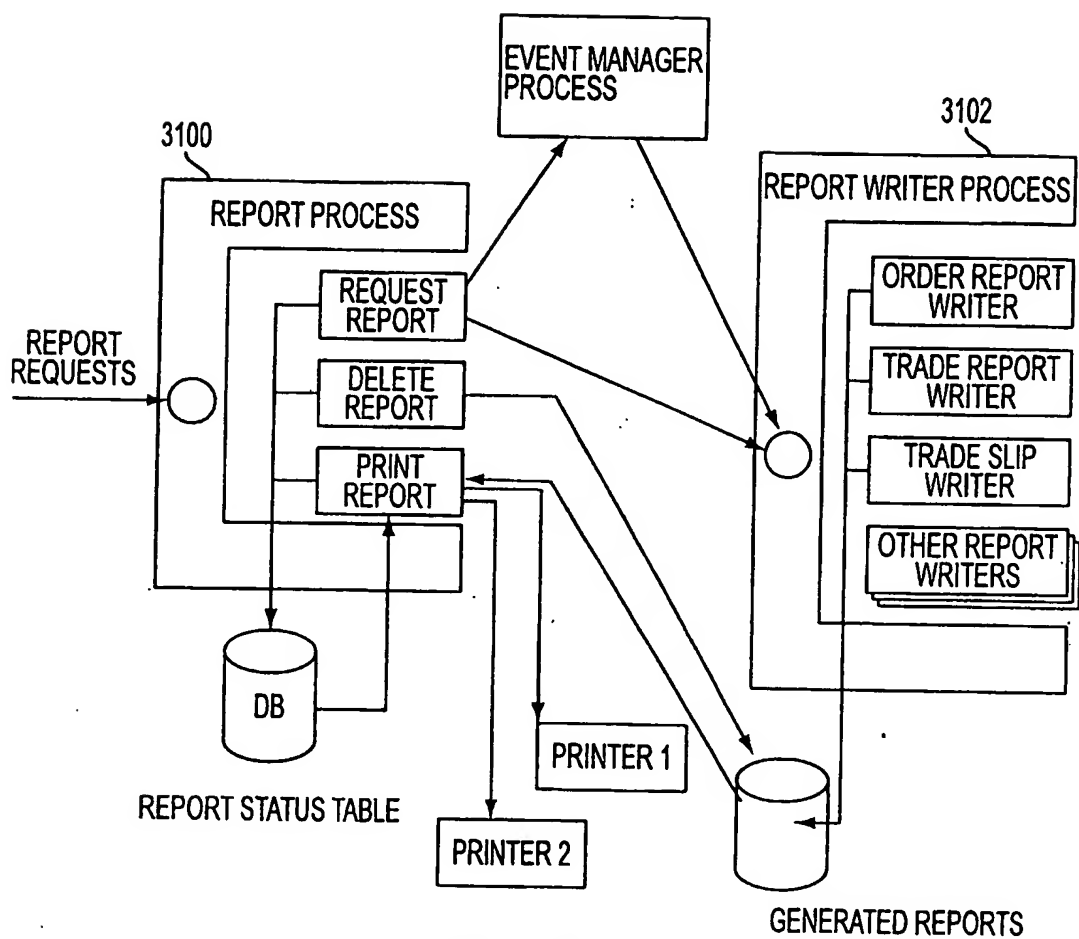 EVENT MANAGER
PROCESS
3100
3102
REPORT PROCESS
REPORT WRITER PROCESS
REQUEST
REPORT
ORDER REPORT
WRITER
REPORT
REQUESTS
DELETE
REPORT
TRADE REPORT
WRITER
PRINT
REPORT
TRADE SLIP
WRITER
OTHER REPORT
WRITERS
DB
PRINTER 1
REPORT STATUS TABLE
PRINTER 2
GENERATED REPORTS